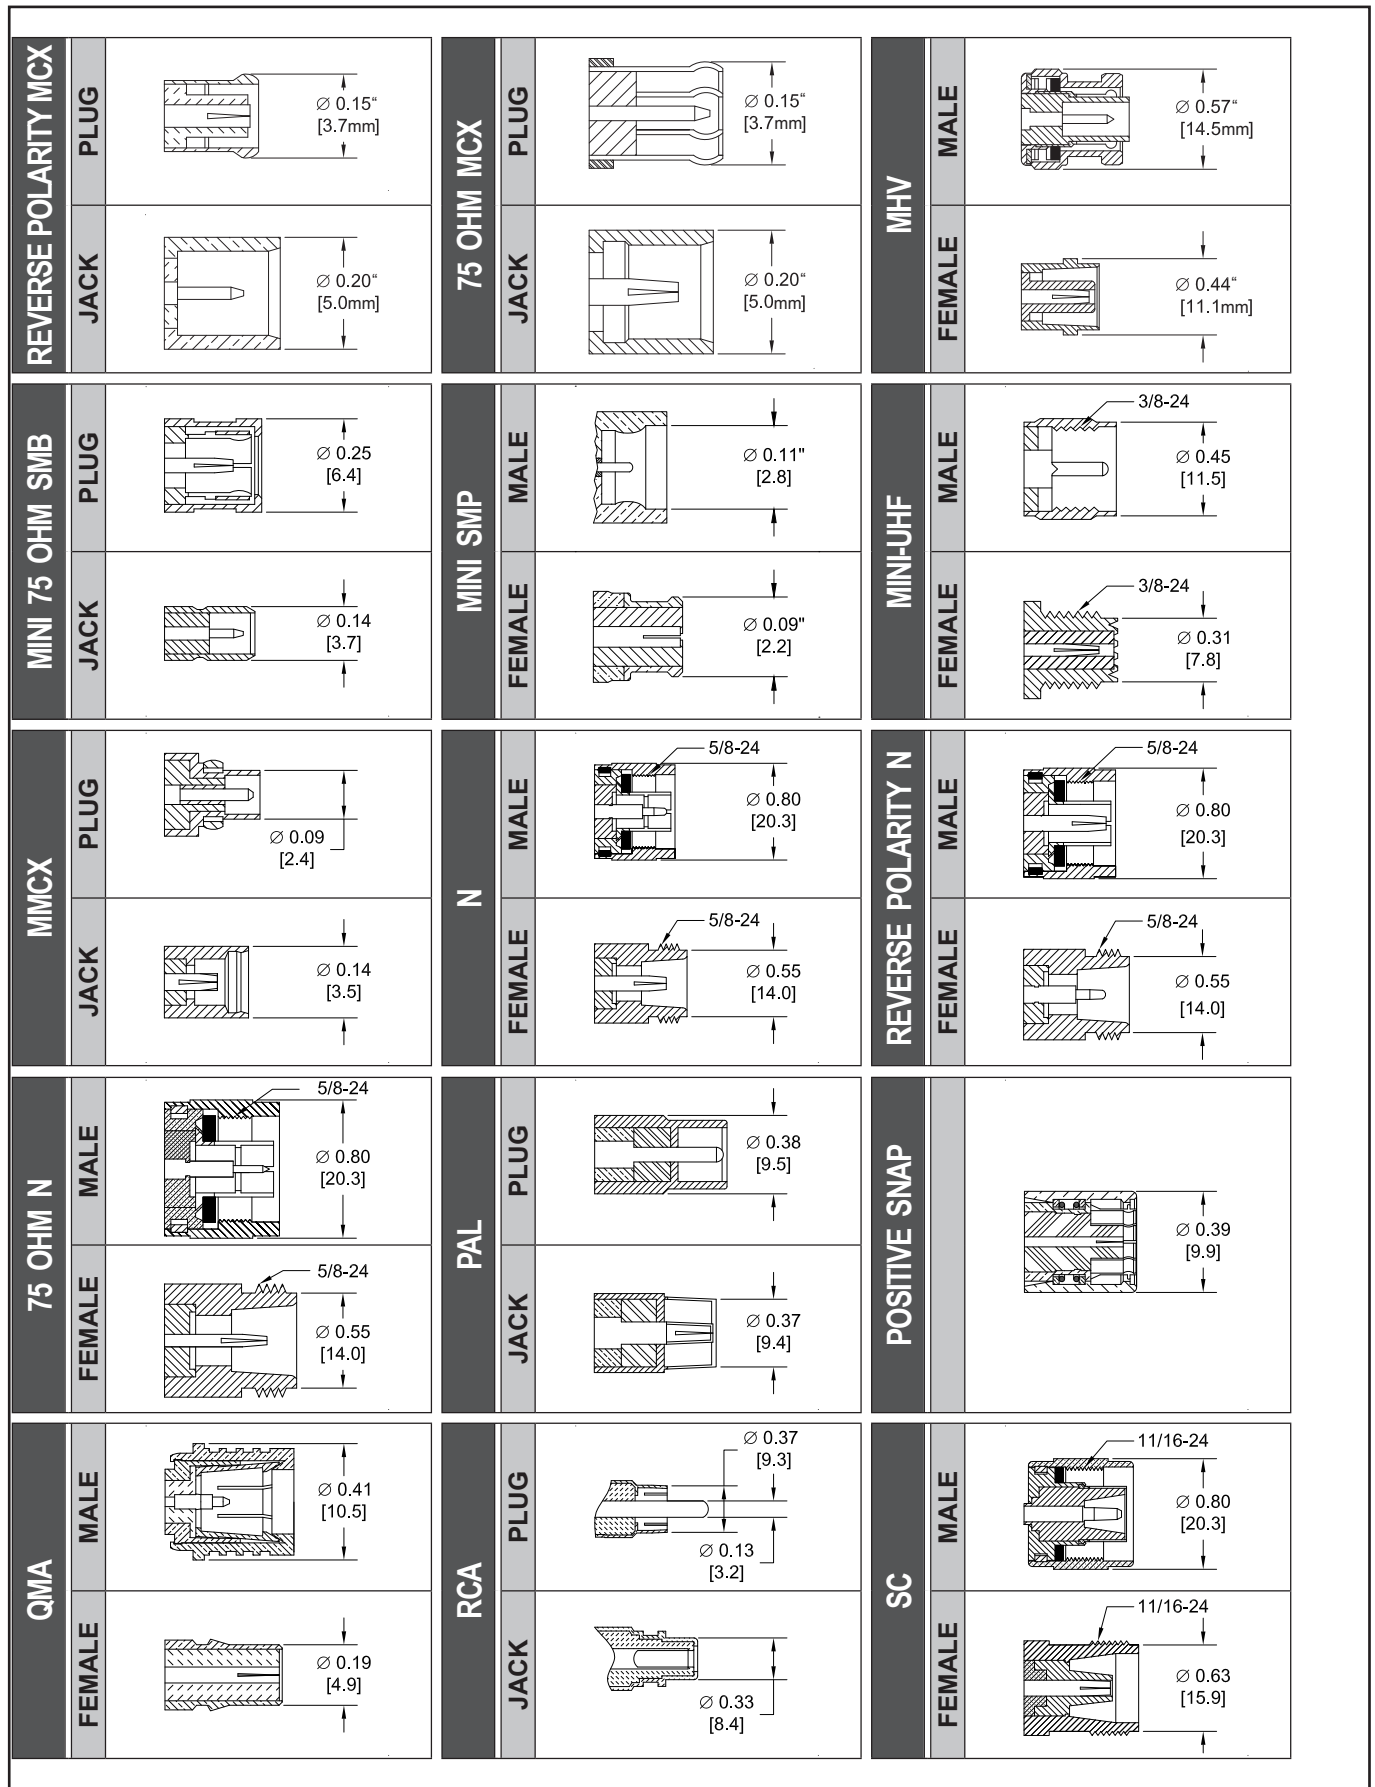 REVERSE POLARITY MCX
PLUG
Ø 0.15“
[3.7mm]
JACK
Ø 0.20“
[5.0mm]
75 OHM MCX
PLUG
Ø 0.15“
[3.7mm]
JACK
Ø 0.20“
[5.0mm]
MHV
MALE
Ø 0.57“
[14.5mm]
FEMALE
Ø 0.44“
[11.1mm]
MINI 75 OHM SMB
PLUG
Ø 0.25
[6.4]
JACK
Ø 0.14
[3.7]
MINI SMP
MALE
Ø 0.11"
[2.8]
FEMALE
Ø 0.09"
[2.2]
MINI-UHF
MALE
3/8-24
Ø 0.45
[11.5]
FEMALE
3/8-24
Ø 0.31
[7.8]
MMCX
PLUG
Ø 0.09
[2.4]
JACK
Ø 0.14
[3.5]
N
MALE
5/8-24
Ø 0.80
[20.3]
FEMALE
5/8-24
Ø 0.55
[14.0]
REVERSE POLARITY N
MALE
5/8-24
Ø 0.80
[20.3]
FEMALE
5/8-24
Ø 0.55
[14.0]
75 OHM N
MALE
5/8-24
Ø 0.80
[20.3]
FEMALE
5/8-24
Ø 0.55
[14.0]
PAL
PLUG
Ø 0.38
[9.5]
JACK
Ø 0.37
[9.4]
POSITIVE SNAP
Ø 0.39
[9.9]
QMA
MALE
Ø 0.41
[10.5]
FEMALE
Ø 0.19
[4.9]
RCA
PLUG
Ø 0.37
[9.3]
Ø 0.13
[3.2]
JACK
Ø 0.33
[8.4]
SC
MALE
11/16-24
Ø 0.80
[20.3]
FEMALE
11/16-24
Ø 0.63
[15.9]